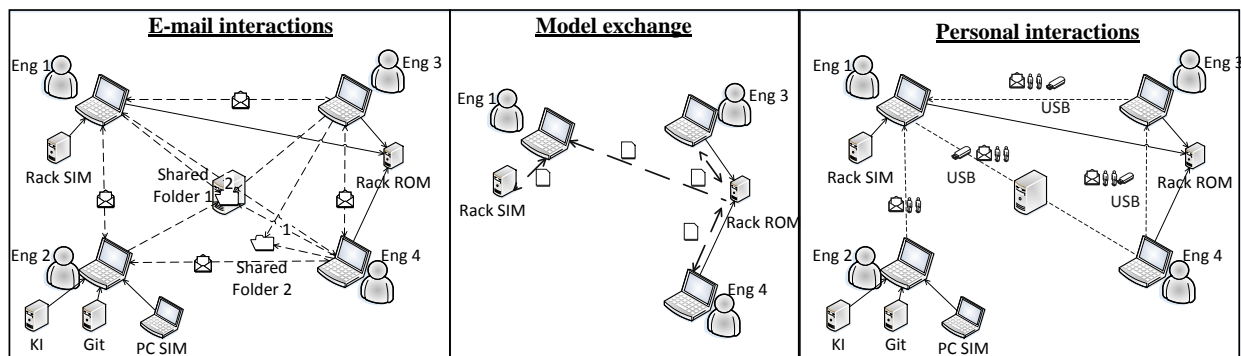 E-mail interactions
Eng 1
Eng 3
Rack SIM
Shared
Folder 1
2
Rack ROM
1
Eng 2
Shared
Folder 2
Eng 4
KI
Git
PC SIM
Model exchange
Eng 1
Eng 3
Rack SIM
Rack ROM
Eng 4
Personal interactions
Eng 1
Eng 3
USB
Rack SIM
USB
USB
Rack ROM
Eng 2
Eng 4
KI
Git
PC SIM